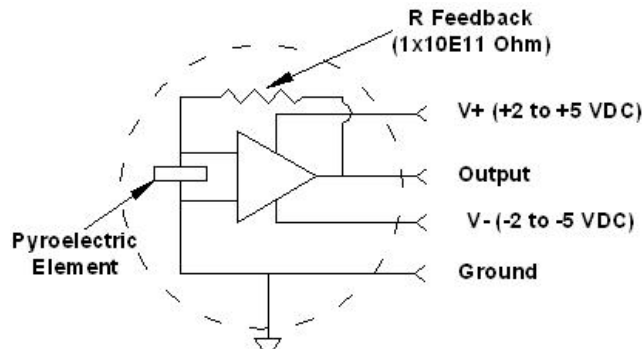 R Feedback
(1x10E11 Ohm)
V+ (+2 to +5 VDC)
Output
V- (-2 to -5 VDC)
Pyroelectric
Element
Ground